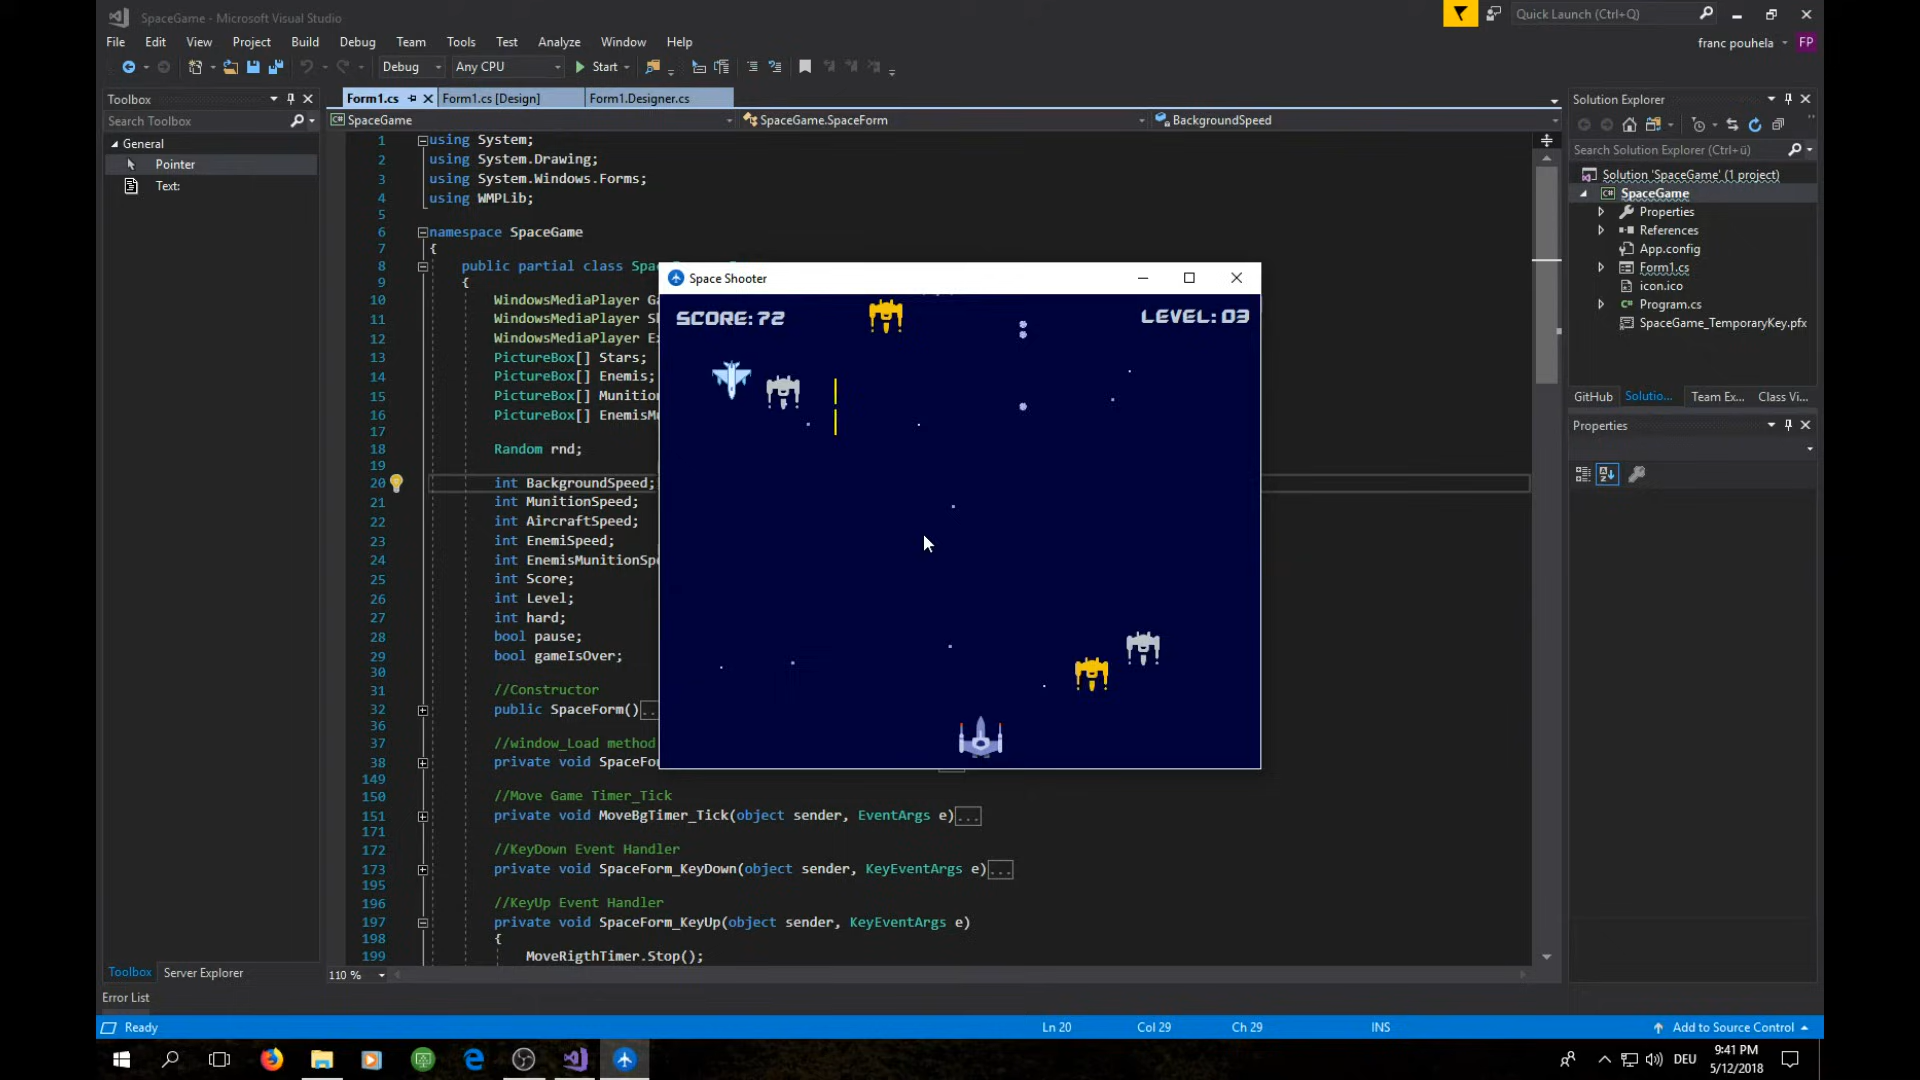 SpaceGame - Microsoft Visual Studio
Quick Launch (Ctrl+Q)
File Edit View Project Build Debug Team Tools Test Analyze Window Help
franc pouhela FP
Debug Any CPU Start
Toolbox
Search Toolbox
General
Pointer
Text:
Form1.cs Form1.cs [Design] Form1.Designer.cs
SpaceGame SpaceGame.SpaceForm BackgroundSpeed
1 using System;
2 using System.Drawing;
3 using System.Windows.Forms;
4 using WMPLib;
5
6 namespace SpaceGame
7 {
8 public partial class
9 {
10 WindowsMediaPlayer
11 WindowsMediaPlayer
12 WindowsMediaPlayer
13 PictureBox[] Stars;
14 PictureBox[] Enemis;
15 PictureBox[] Munition
16 PictureBox[] EnemisM
17
18 Random rnd;
19
20 int BackgroundSpeed;
21 int MunitionSpeed;
22 int AircraftSpeed;
23 int EnemiSpeed;
24 int EnemisMunitionSp
25 int Score;
26 int Level;
27 int hard;
28 bool pause;
29 bool gameIsOver;
30
31 //Constructor
32 public SpaceForm()
36
37 //window_Load method
38 private void SpaceFor
149
150 //Move Game Timer_Tick
151 private void MoveBgTimer_Tick(object sender, EventArgs e)...
171
172 //KeyDown Event Handler
173 private void SpaceForm_KeyDown(object sender, KeyEventArgs e)...
195
196 //KeyUp Event Handler
197 private void SpaceForm_KeyUp(object sender, KeyEventArgs e)
198 {
199 MoveRigthTimer.Stop();
110 %
Space Shooter
SCORE:72
LEVEL:03
Solution Explorer
Search Solution Explorer (Ctrl+ü)
Solution 'SpaceGame' (1 project)
SpaceGame
Properties
References
App.config
Form1.cs
icon.ico
Program.cs
SpaceGame_TemporaryKey.pfx
GitHub Solutio... Team Ex... Class Vi...
Properties
Toolbox Server Explorer
Error List
Ready Ln 20 Col 29 Ch 29 INS Add to Source Control
DEU
9:41 PM
5/12/2018